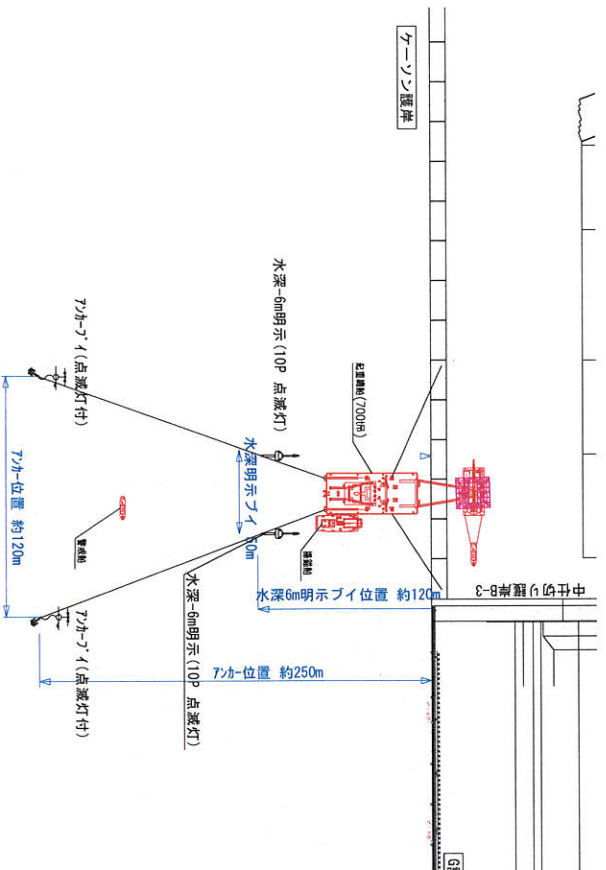 ケーソン護岸
水深-6m明示(10P 点滅灯)
起重機船(700t吊)
アンカーブイ(点滅灯付)
水深明示ブイ 50m
揚錨船
警戒船
アンカー位置 約120m
水深6m明示ブイ位置 約120m
中仕切り護岸B-3
水深-6m明示(10P 点滅灯)
アンカーブイ(点滅灯付)
アンカー位置 約250m